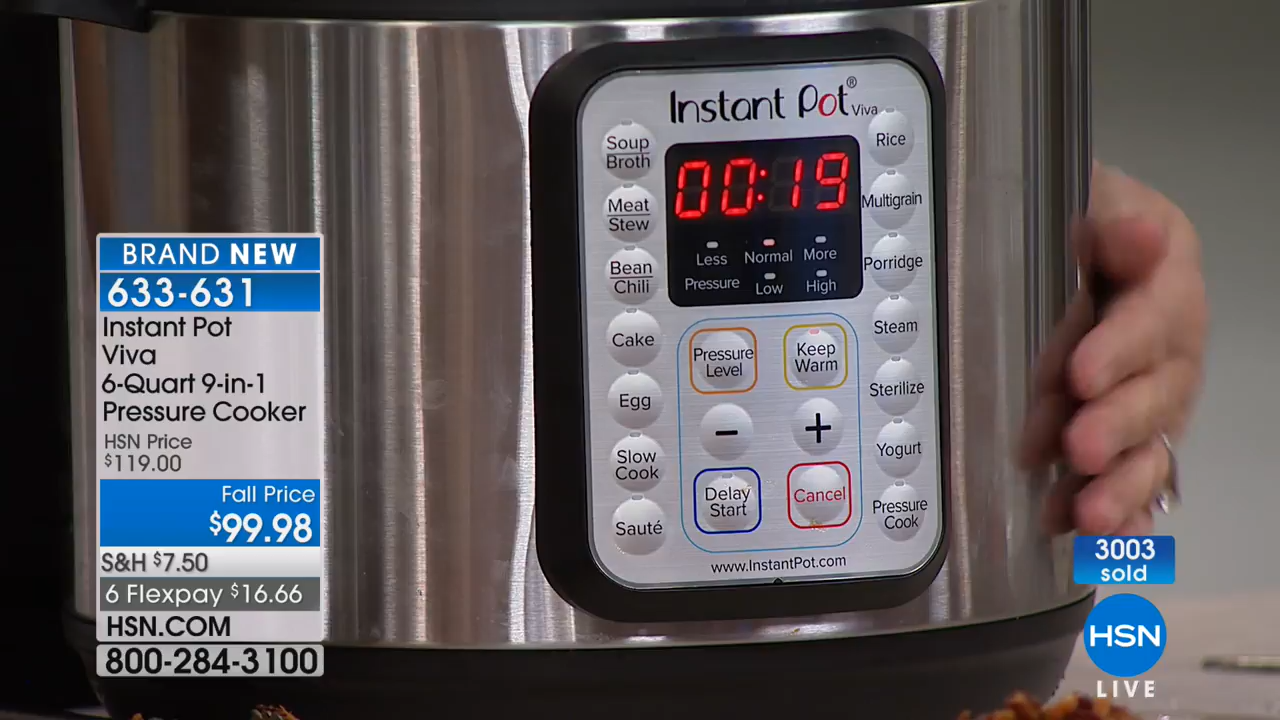 BRAND NEW
633-631
Instant Pot
Viva
6-Quart 9-in-1
Pressure Cooker
HSN Price
$119.00
Fall Price
$99.98
S&H $7.50
6 Flexpay $16.66
HSN.COM
800-284-3100
Instant Pot® Viva
Soup
Broth
Meat
Stew
Bean
Chili
Cake
Egg
Slow
Cook
Sauté
00:19
Less Normal More
Pressure Low High
Pressure
Level
Keep
Warm
- +
Delay
Start
Cancel
Rice
Multigrain
Porridge
Steam
Sterilize
Yogurt
Pressure
Cook
www.InstantPot.com
3003
sold
HSN
LIVE